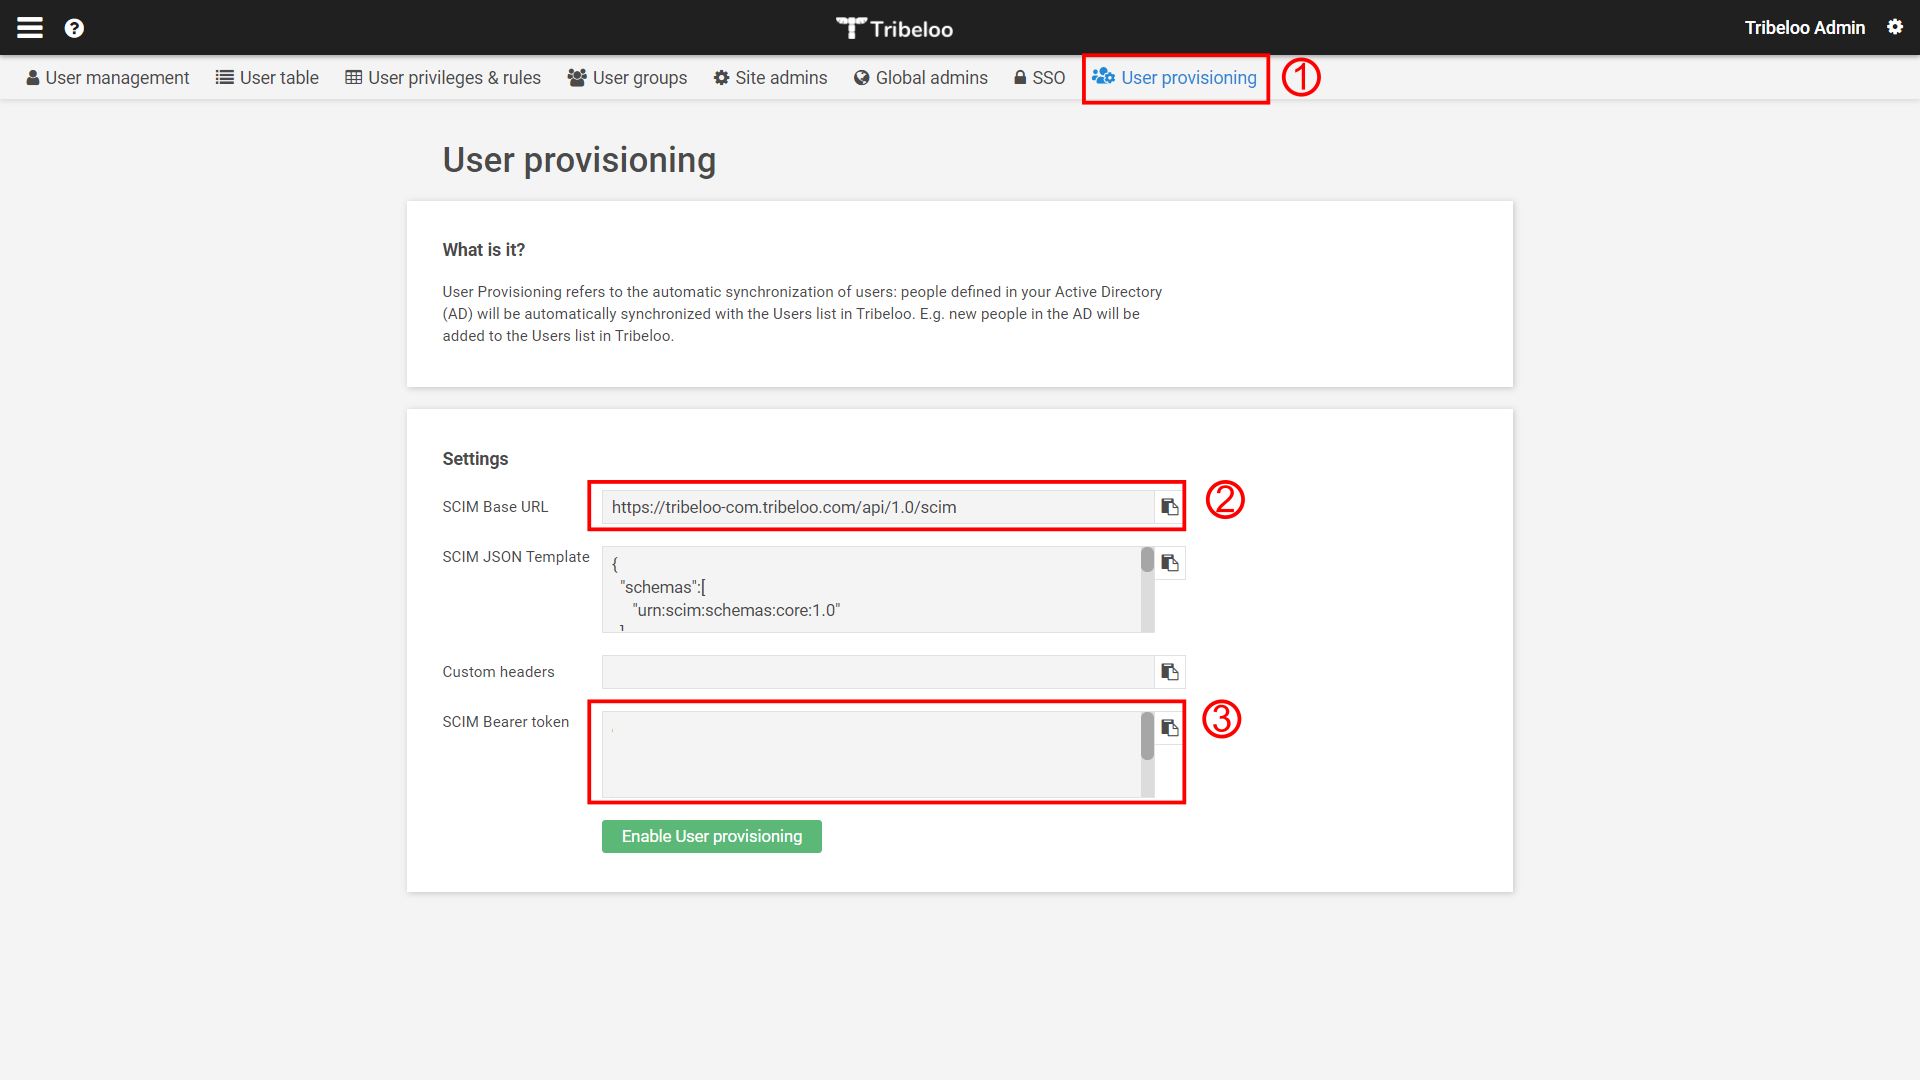 Tribeloo
Tribeloo Admin
User management User table User privileges & rules User groups Site admins Global admins SSO User provisioning ①
User provisioning
What is it?
User Provisioning refers to the automatic synchronization of users: people defined in your Active Directory
(AD) will be automatically synchronized with the Users list in Tribeloo. E.g. new people in the AD will be
added to the Users list in Tribeloo.
Settings
SCIM Base URL https://tribeloo-com.tribeloo.com/api/1.0/scim ②
SCIM JSON Template {
"schemas":[
"urn:scim:schemas:core:1.0"
]
Custom headers
SCIM Bearer token ③
Enable User provisioning